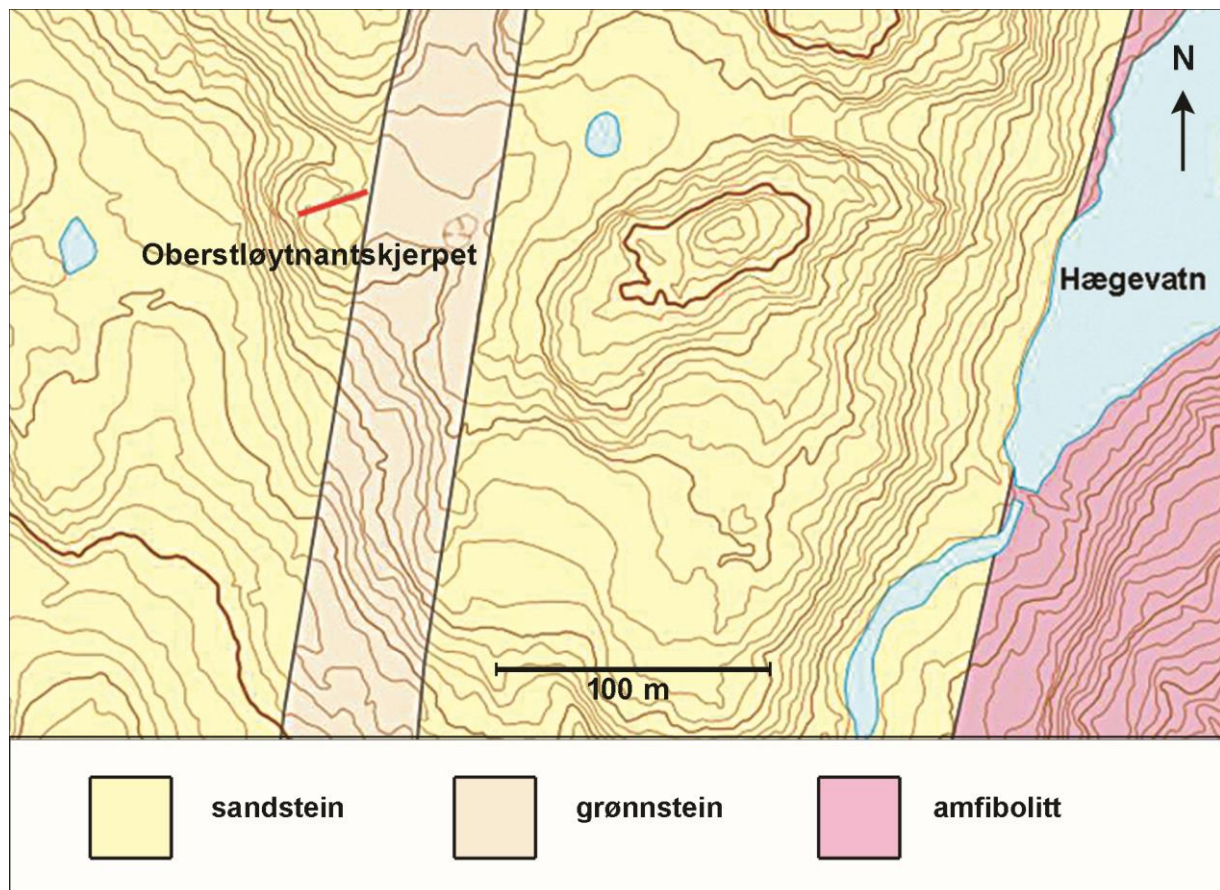 N
Oberstløytnantskjerpet
Hægevatn
100 m
sandstein
grønnstein
amfibolitt